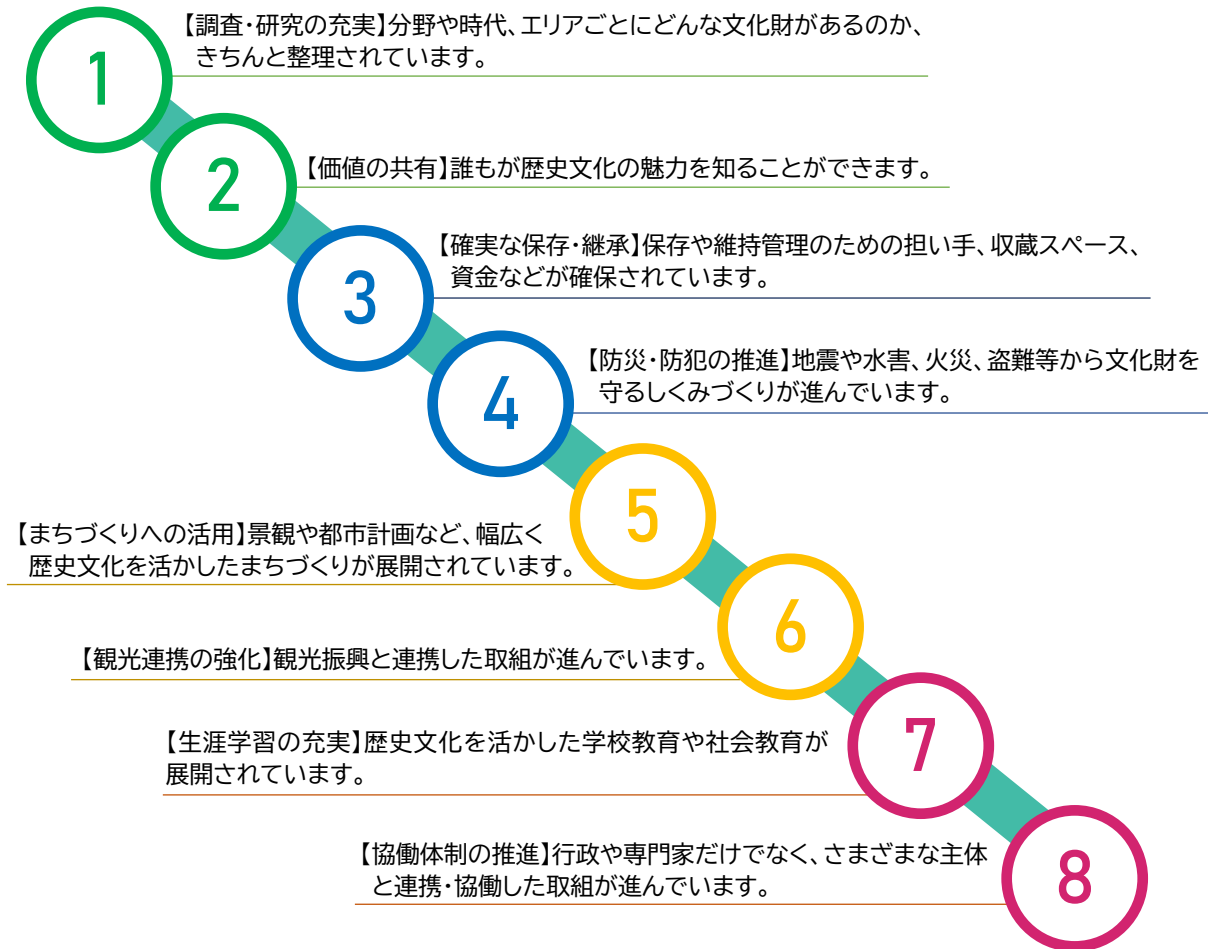 1
【調査・研究の充実】分野や時代、エリアごとにどんな文化財があるのか、
きちんと整理されています。
2
【価値の共有】誰もが歴史文化の魅力を知ることができます。
3
【確実な保存・継承】保存や維持管理のための担い手、収蔵スペース、
資金などが確保されています。
4
【防災・防犯の推進】地震や水害、火災、盗難等から文化財を
守るしくみづくりが進んでいます。
5
【まちづくりへの活用】景観や都市計画など、幅広く
歴史文化を活かしたまちづくりが展開されています。
6
【観光連携の強化】観光振興と連携した取組が進んでいます。
7
【生涯学習の充実】歴史文化を活かした学校教育や社会教育が
展開されています。
8
【協働体制の推進】行政や専門家だけでなく、さまざまな主体
と連携・協働した取組が進んでいます。